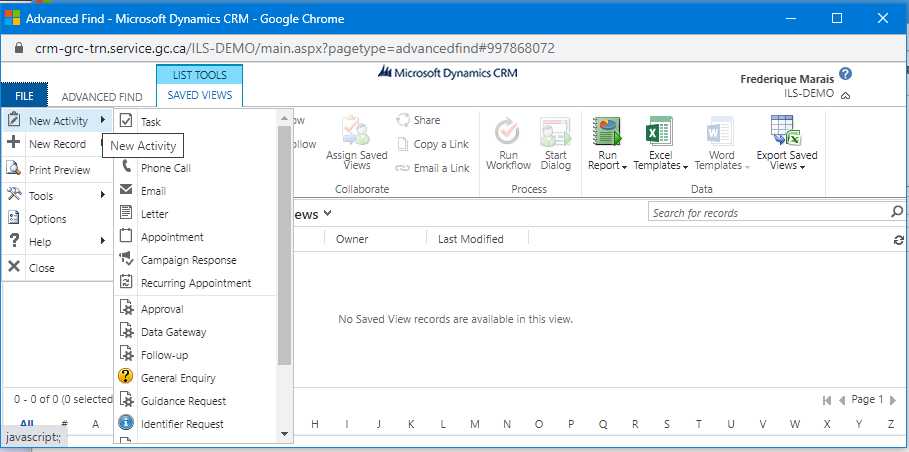 Advanced Find - Microsoft Dynamics CRM - Google Chrome
crm-grc-trn.service.gc.ca/ILS-DEMO/main.aspx?pagetype=advancedfind#997868072
LIST TOOLS
Microsoft Dynamics CRM
Frederique Marais
ILS-DEMO
FILE
ADVANCED FIND
SAVED VIEWS
New Activity
New Record
Print Preview
Tools
Options
Help
Close
Task
New Activity
Phone Call
Email
Letter
Appointment
Campaign Response
Recurring Appointment
Approval
Data Gateway
Follow-up
General Enquiry
Guidance Request
Identifier Request
ow
ollow
Assign Saved
Views
Share
Copy a Link
Email a Link
Collaborate
Run
Workflow
Start
Dialog
Process
Run
Report
Excel
Templates
Word
Templates
Export Saved
Views
Data
iews
Search for records
Owner
Last Modified
No Saved View records are available in this view.
0 - 0 of 0 (0 selected
Page 1
All # A H I J K L M N O P Q R S T U V W X Y Z
javascript:;